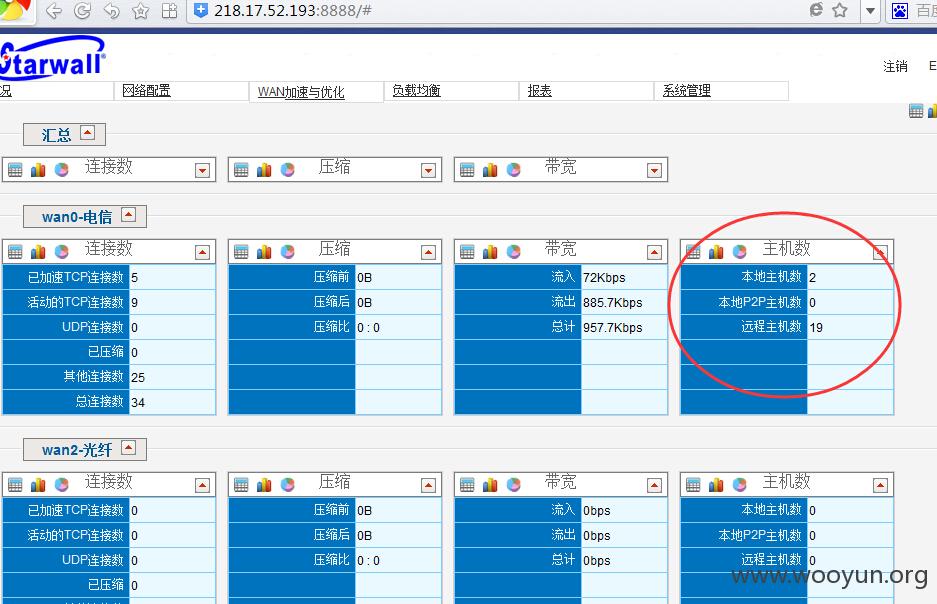 218.17.52.193:8888/#
百度
tarwall
注销 E
况 网络配置 WAN加速与优化 负载均衡 报表 系统管理
汇总
连接数 压缩 带宽
wan0-电信
连接数 压缩 带宽 主机数
已加速TCP连接数 5 压缩前 0B 流入 72Kbps 本地主机数 2
活动的TCP连接数 9 压缩后 0B 流出 885.7Kbps 本地P2P主机数 0
UDP连接数 0 压缩比 0 : 0 总计 957.7Kbps 远程主机数 19
已压缩 0
其他连接数 25
总连接数 34
wan2-光纤
连接数 压缩 带宽 主机数
已加速TCP连接数 0 压缩前 0B 流入 0bps 本地主机数 0
活动的TCP连接数 0 压缩后 0B 流出 0bps 本地P2P主机数 0
UDP连接数 0 压缩比 0 : 0 总计 0bps 远程主机数 0
已压缩 0
www.wooyun.org